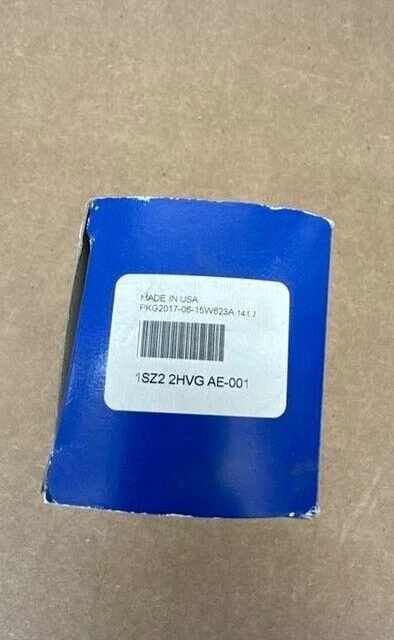 MADE IN USA
PKG2017-06-15W623A
1SZ2 2HVG AE-001